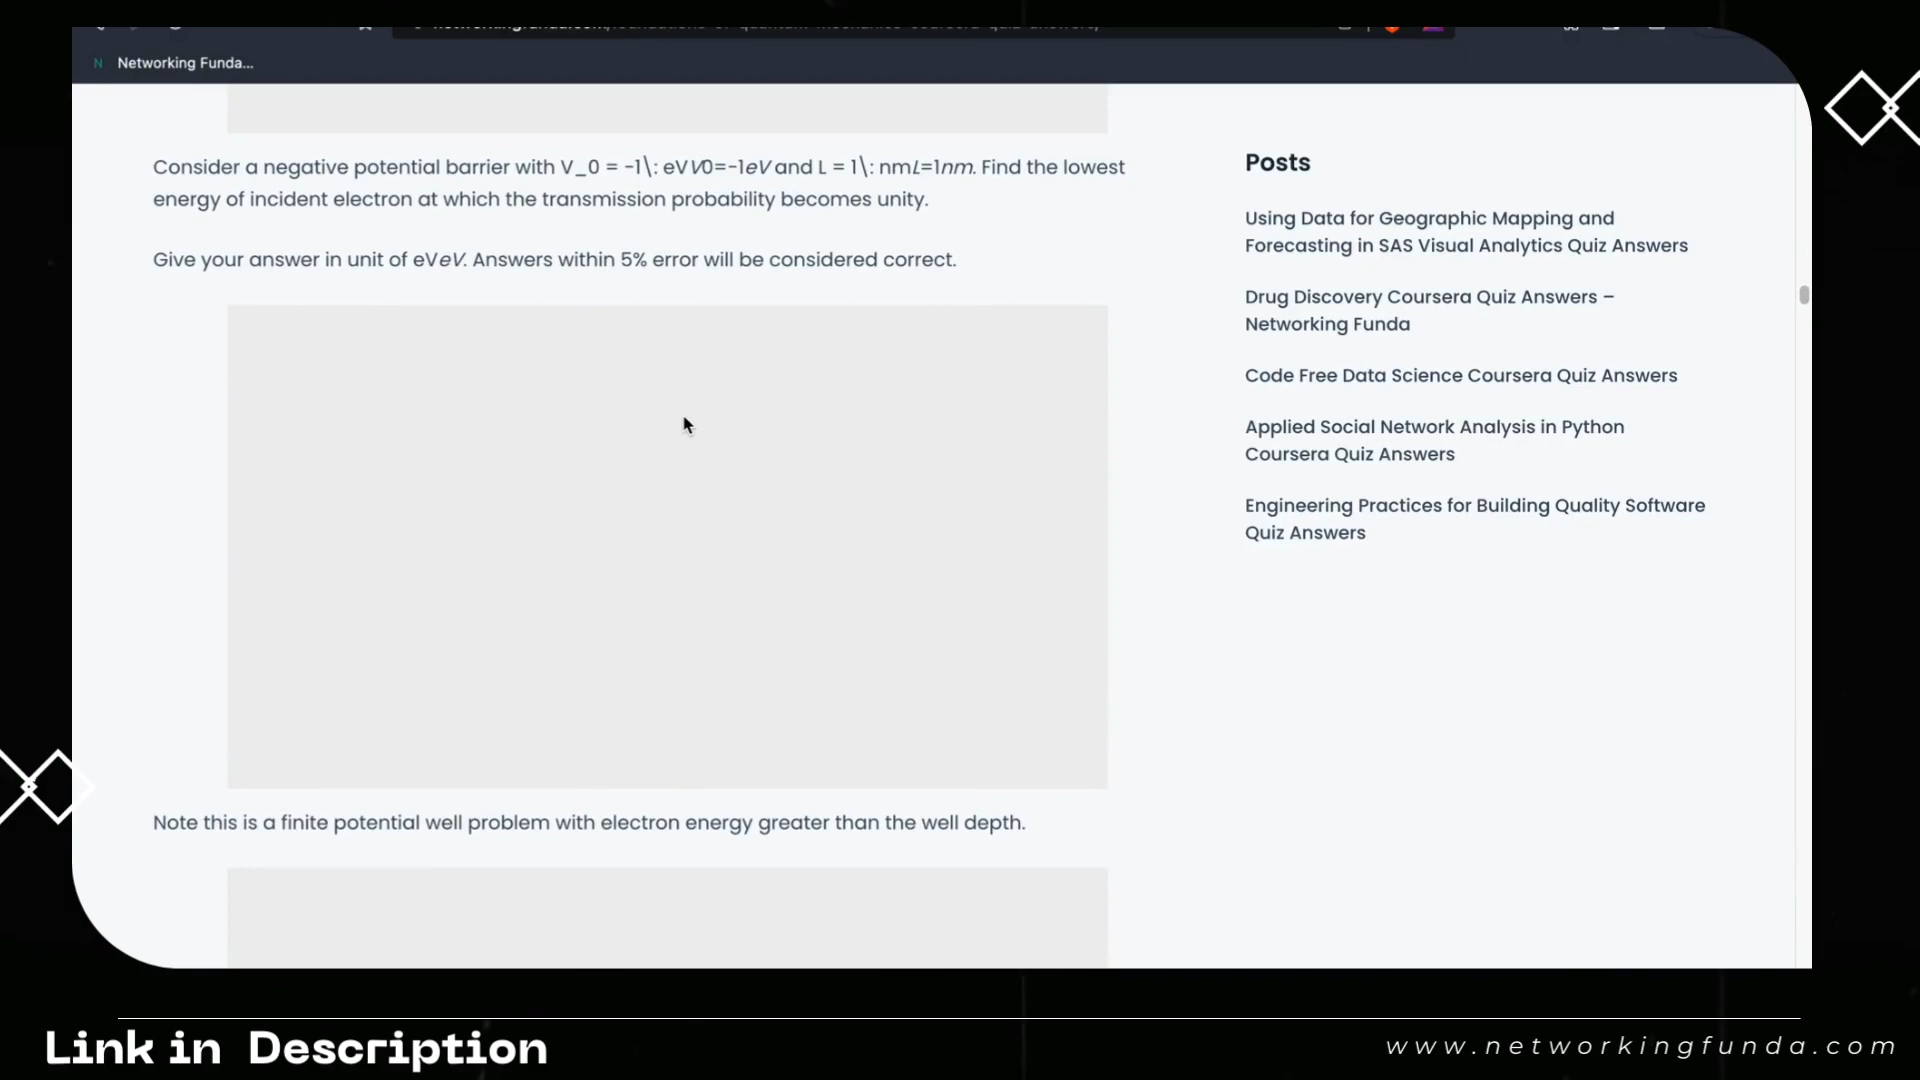 Networking Funda...
Consider a negative potential barrier with V_0 = -1\: eVV0=-1eV and L = 1\: nmL=1nm. Find the lowest
energy of incident electron at which the transmission probability becomes unity.
Give your answer in unit of eVeV. Answers within 5% error will be considered correct.
Note this is a finite potential well problem with electron energy greater than the well depth.
Posts
Using Data for Geographic Mapping and
Forecasting in SAS Visual Analytics Quiz Answers
Drug Discovery Coursera Quiz Answers –
Networking Funda
Code Free Data Science Coursera Quiz Answers
Applied Social Network Analysis in Python
Coursera Quiz Answers
Engineering Practices for Building Quality Software
Quiz Answers
Link in Description
www.networkingfunda.com